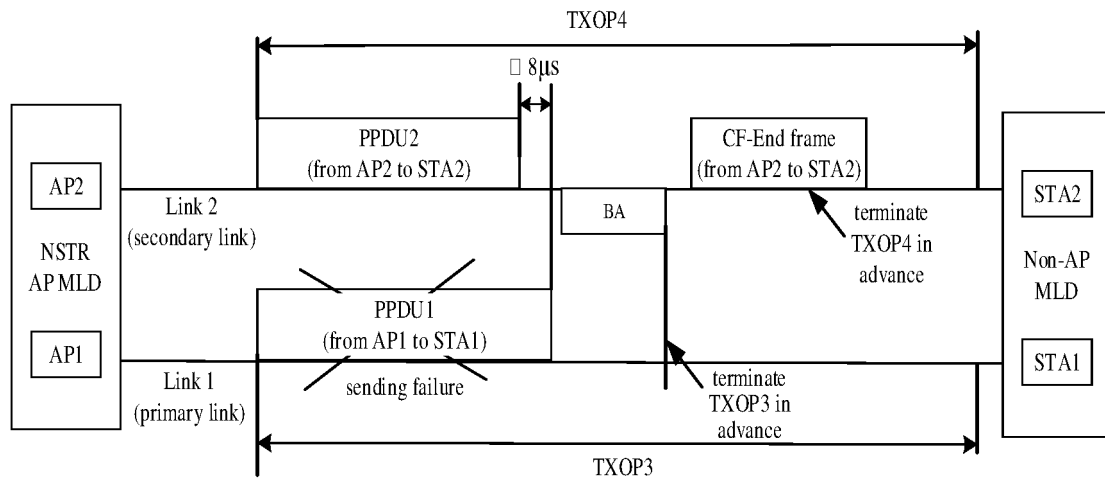 TXOP4
□ 8μs
PPDU2
(from AP2 to STA2)
CF-End frame
(from AP2 to STA2)
AP2
NSTR
AP MLD
AP1
Link 2
(secondary link)
BA
terminate
TXOP4 in
advance
STA2
Non-AP
MLD
STA1
PPDU1
(from AP1 to STA1)
sending failure
Link 1
(primary link)
terminate
TXOP3 in
advance
TXOP3